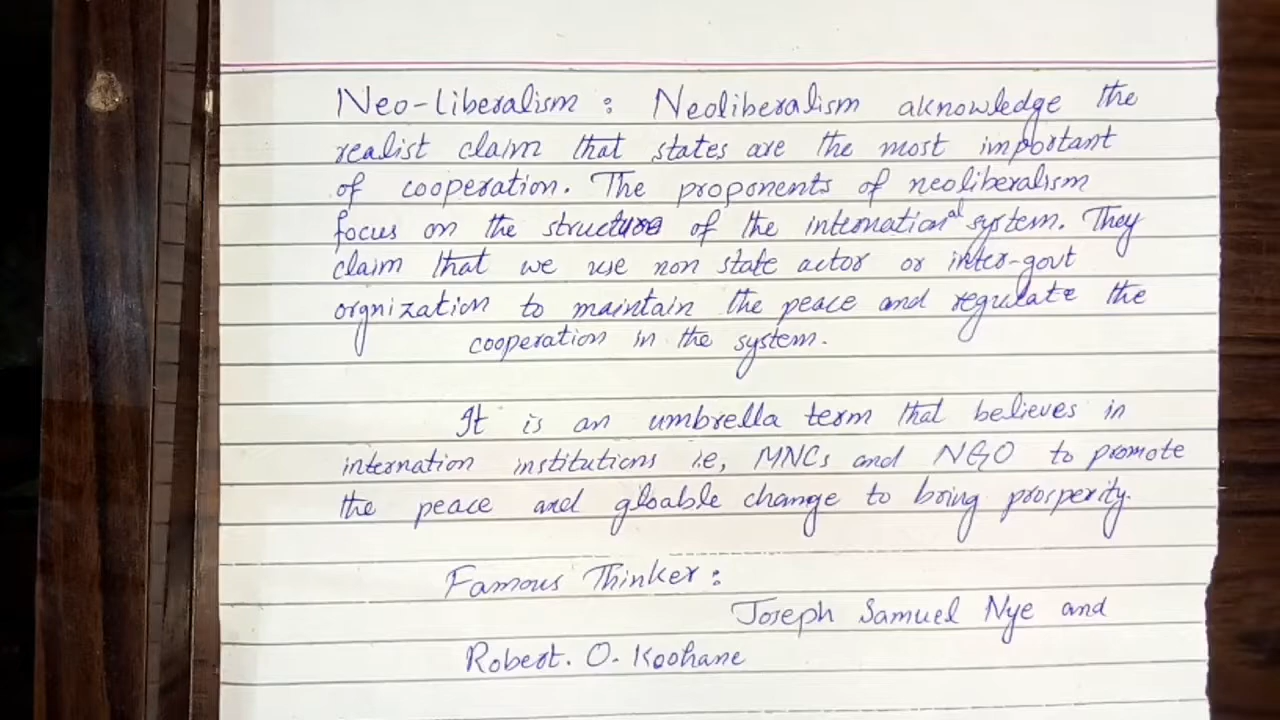 Neo-Liberalism : Neoliberalism aknowledge the
realist claim that states are the most important
of cooperation. The proponents of neoliberalism
focus on the structure of the international system. They
claim that we use non state actor or inter-govt
orgnization to maintain the peace and regulate the
cooperation in the system.
It is an umbrella term that believes in
internation institutions i.e, MNCs and NGO to promote
the peace and gloable change to bring prosperity.
Famous Thinker :
Joseph Samuel Nye and
Robert. O. Koohane